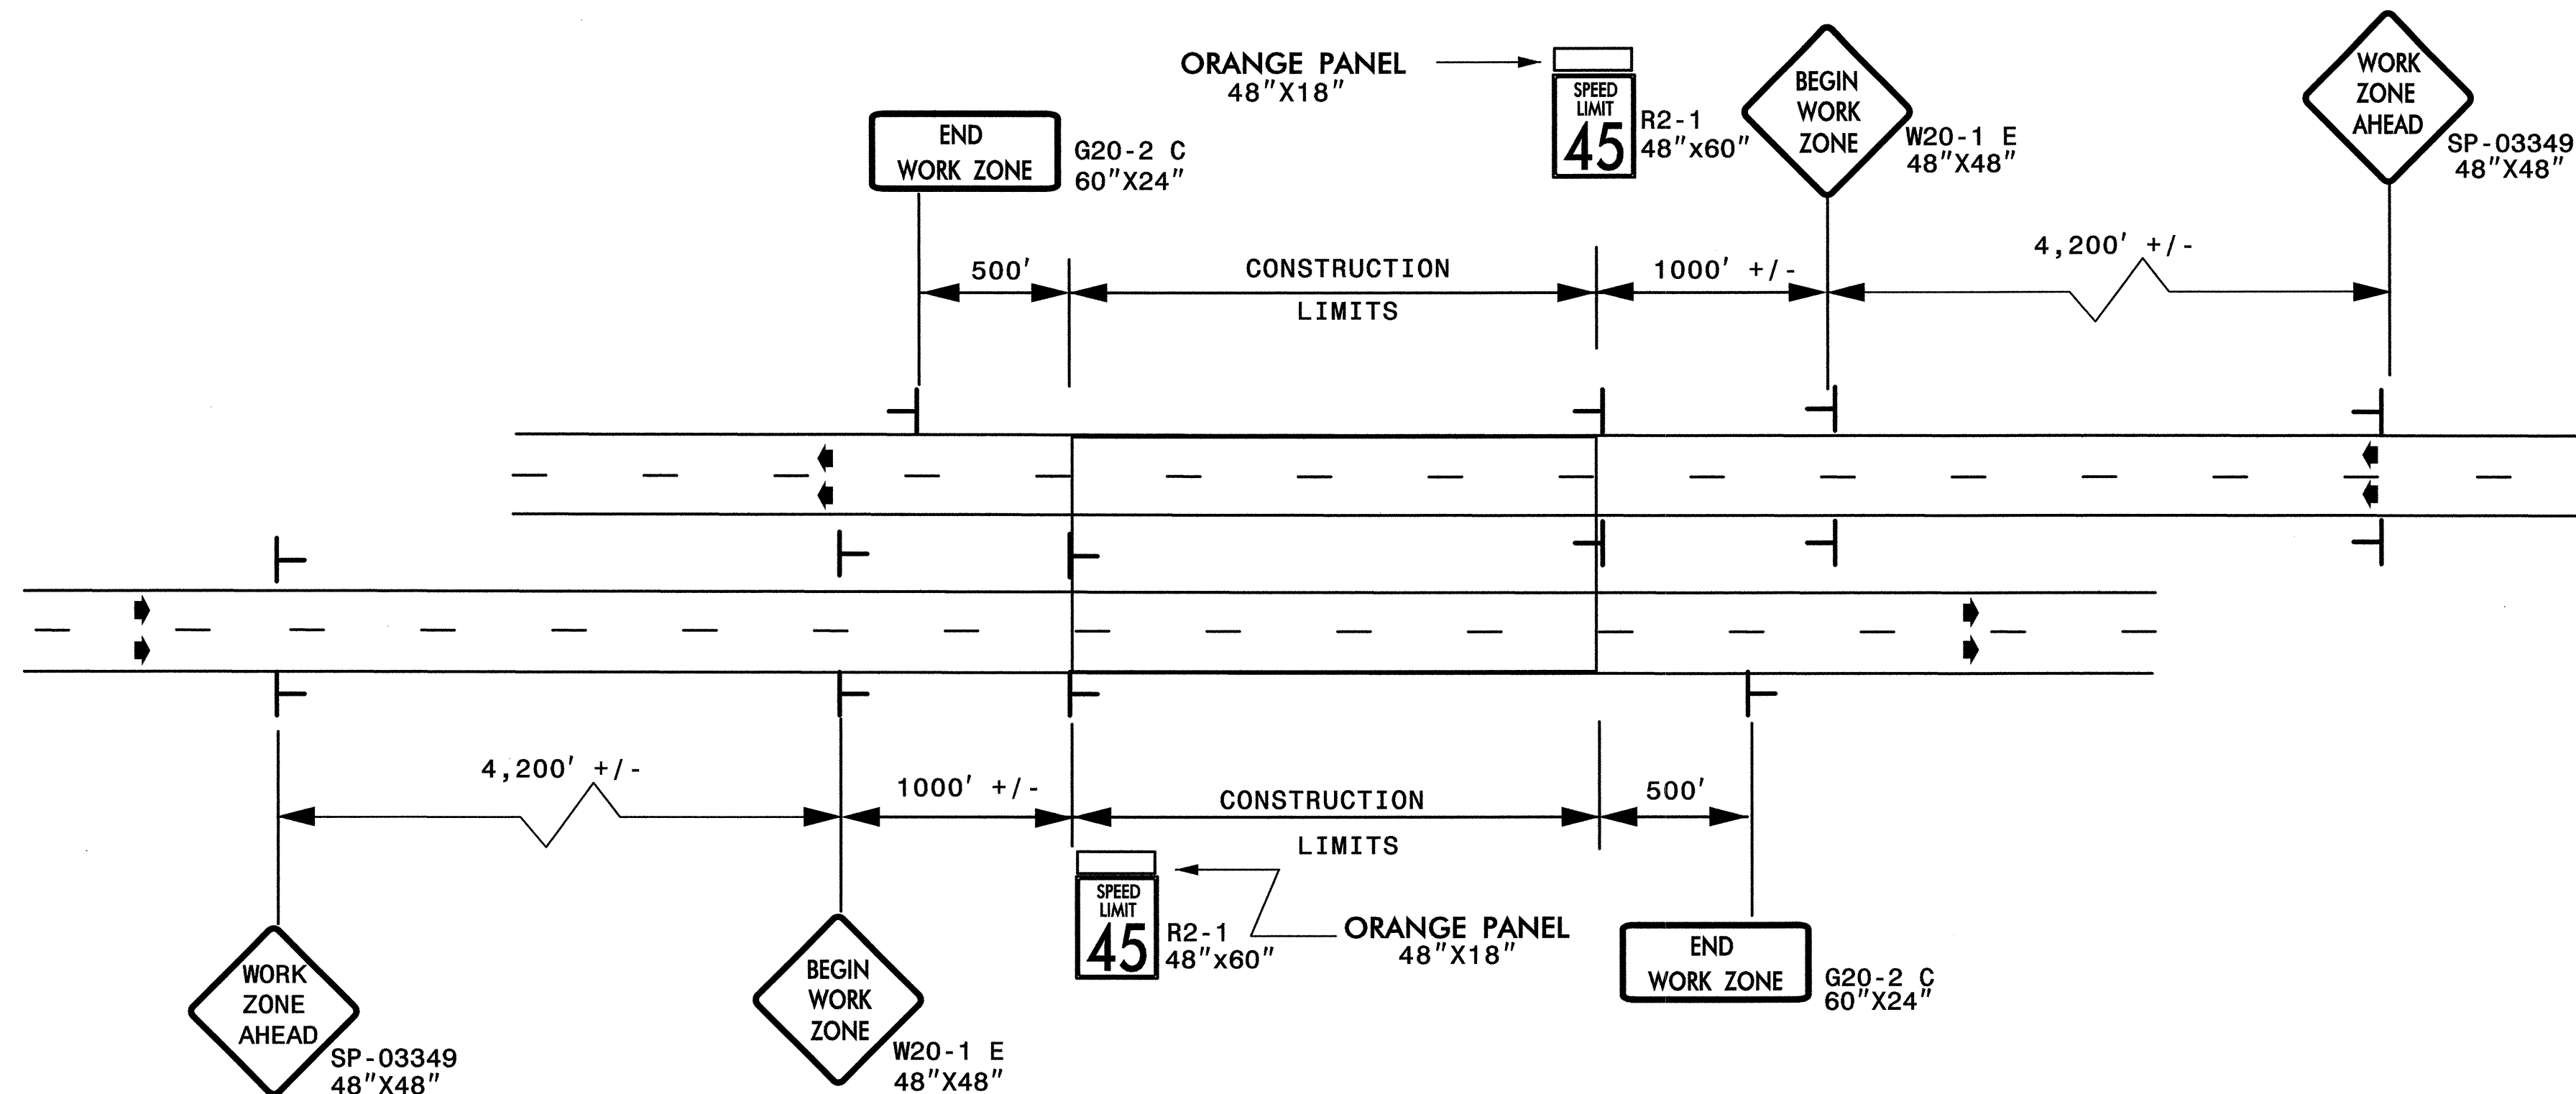 ORANGE PANEL
48"X18"
SPEED
LIMIT
45
R2-1
48"x60"
BEGIN
WORK
ZONE
W20-1 E
48"X48"
WORK
ZONE
AHEAD
SP-03349
48"X48"
END
WORK ZONE
G20-2 C
60"X24"
500'
CONSTRUCTION
LIMITS
1000' +/-
4,200' +/-
4,200' +/-
1000' +/-
CONSTRUCTION
LIMITS
500'
WORK
ZONE
AHEAD
SP-03349
48"X48"
BEGIN
WORK
ZONE
W20-1 E
48"X48"
SPEED
LIMIT
45
R2-1
48"x60"
ORANGE PANEL
48"X18"
END
WORK ZONE
G20-2 C
60"X24"